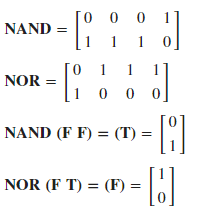 NAND = [0 0 0 1
1 1 1 0]
NOR = [0 1 1 1
1 0 0 0]
NAND (F F) = (T) = [0
1]
NOR (F T) = (F) = [1
0]